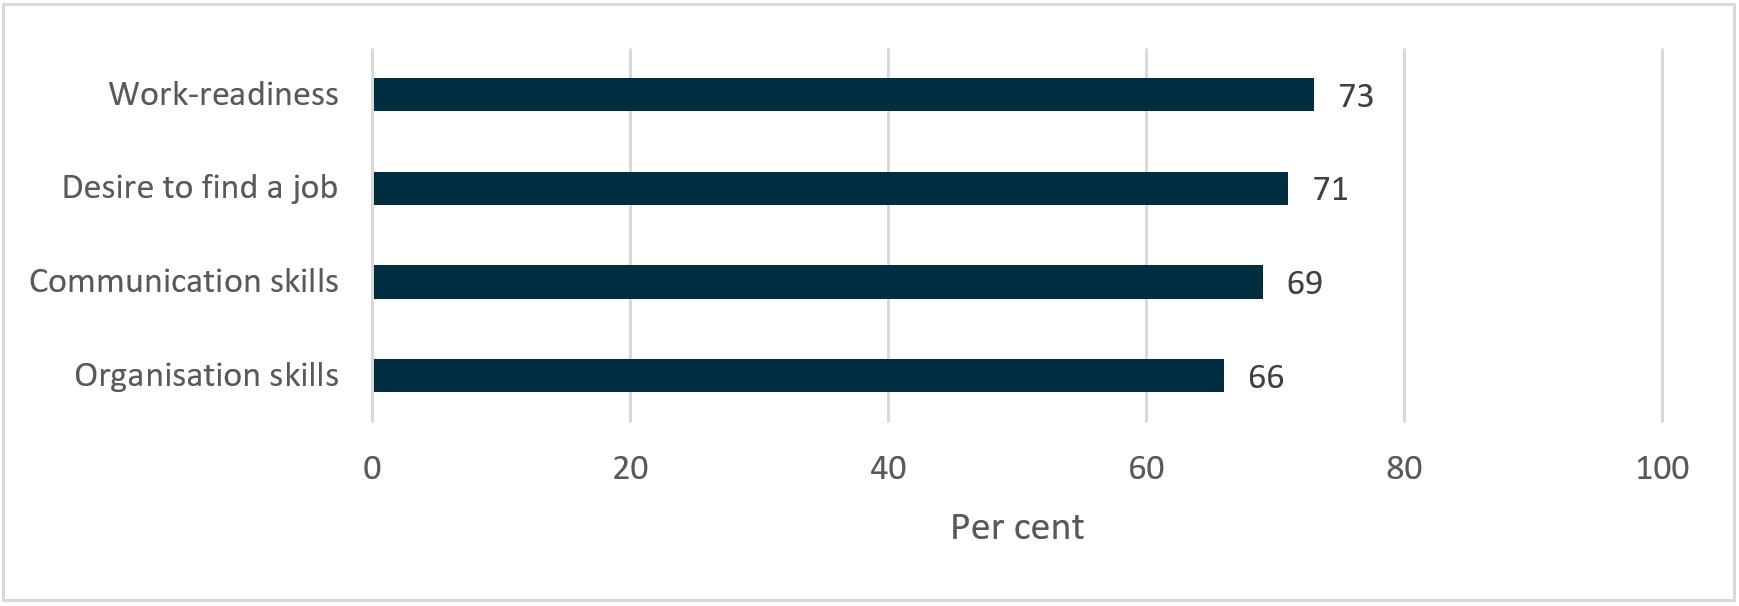 Work-readiness 73
Desire to find a job 71
Communication skills 69
Organisation skills 66
0 20 40 60 80 100
Per cent